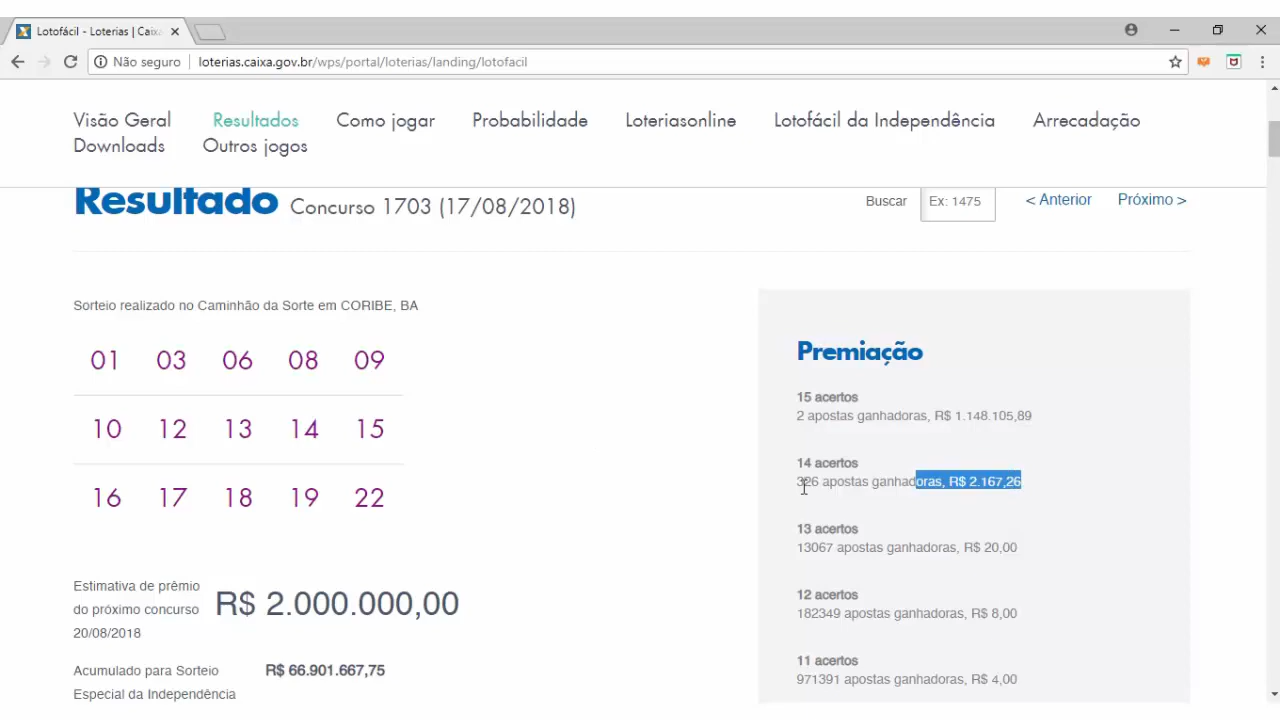 Lotofácil - Loterias | Caix
Não seguro
loterias.caixa.gov.br/wps/portal/loterias/landing/lotofacil
Visão Geral Resultados Como jogar Probabilidade Loteriasonline Lotofácil da Independência Arrecadação
Downloads Outros jogos
Resultado Concurso 1703 (17/08/2018)
Buscar Ex: 1475 < Anterior Próximo >
Sorteio realizado no Caminhão da Sorte em CORIBE, BA
01 03 06 08 09
10 12 13 14 15
16 17 18 19 22
Estimativa de prêmio
do próximo concurso
20/08/2018
R$ 2.000.000,00
Acumulado para Sorteio
Especial da Independência
R$ 66.901.667,75
Premiação
15 acertos
2 apostas ganhadoras, R$ 1.148.105,89
14 acertos
326 apostas ganhadoras, R$ 2.167,26
13 acertos
13067 apostas ganhadoras, R$ 20,00
12 acertos
182349 apostas ganhadoras, R$ 8,00
11 acertos
971391 apostas ganhadoras, R$ 4,00